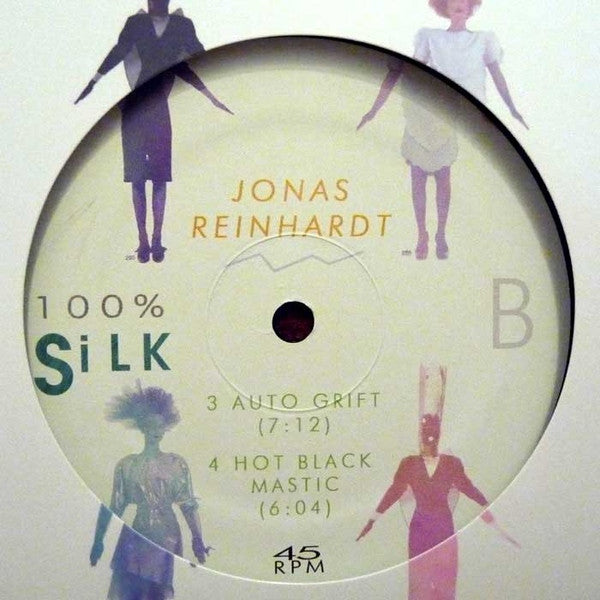 JONAS
REINHARDT
100%
SiLK
B
3 AUTO GRIFT
(7:12)
4 HOT BLACK
MASTIC
(6:04)
45
RPM